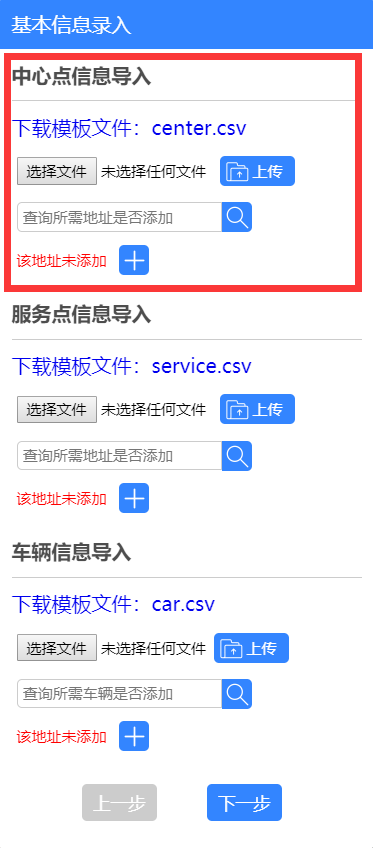 基本信息录入
中心点信息导入
下载模板文件：center.csv
选择文件 未选择任何文件 上传
查询所需地址是否添加
该地址未添加
服务点信息导入
下载模板文件：service.csv
选择文件 未选择任何文件 上传
查询所需地址是否添加
该地址未添加
车辆信息导入
下载模板文件：car.csv
选择文件 未选择任何文件 上传
查询所需车辆是否添加
该地址未添加
上一步 下一步